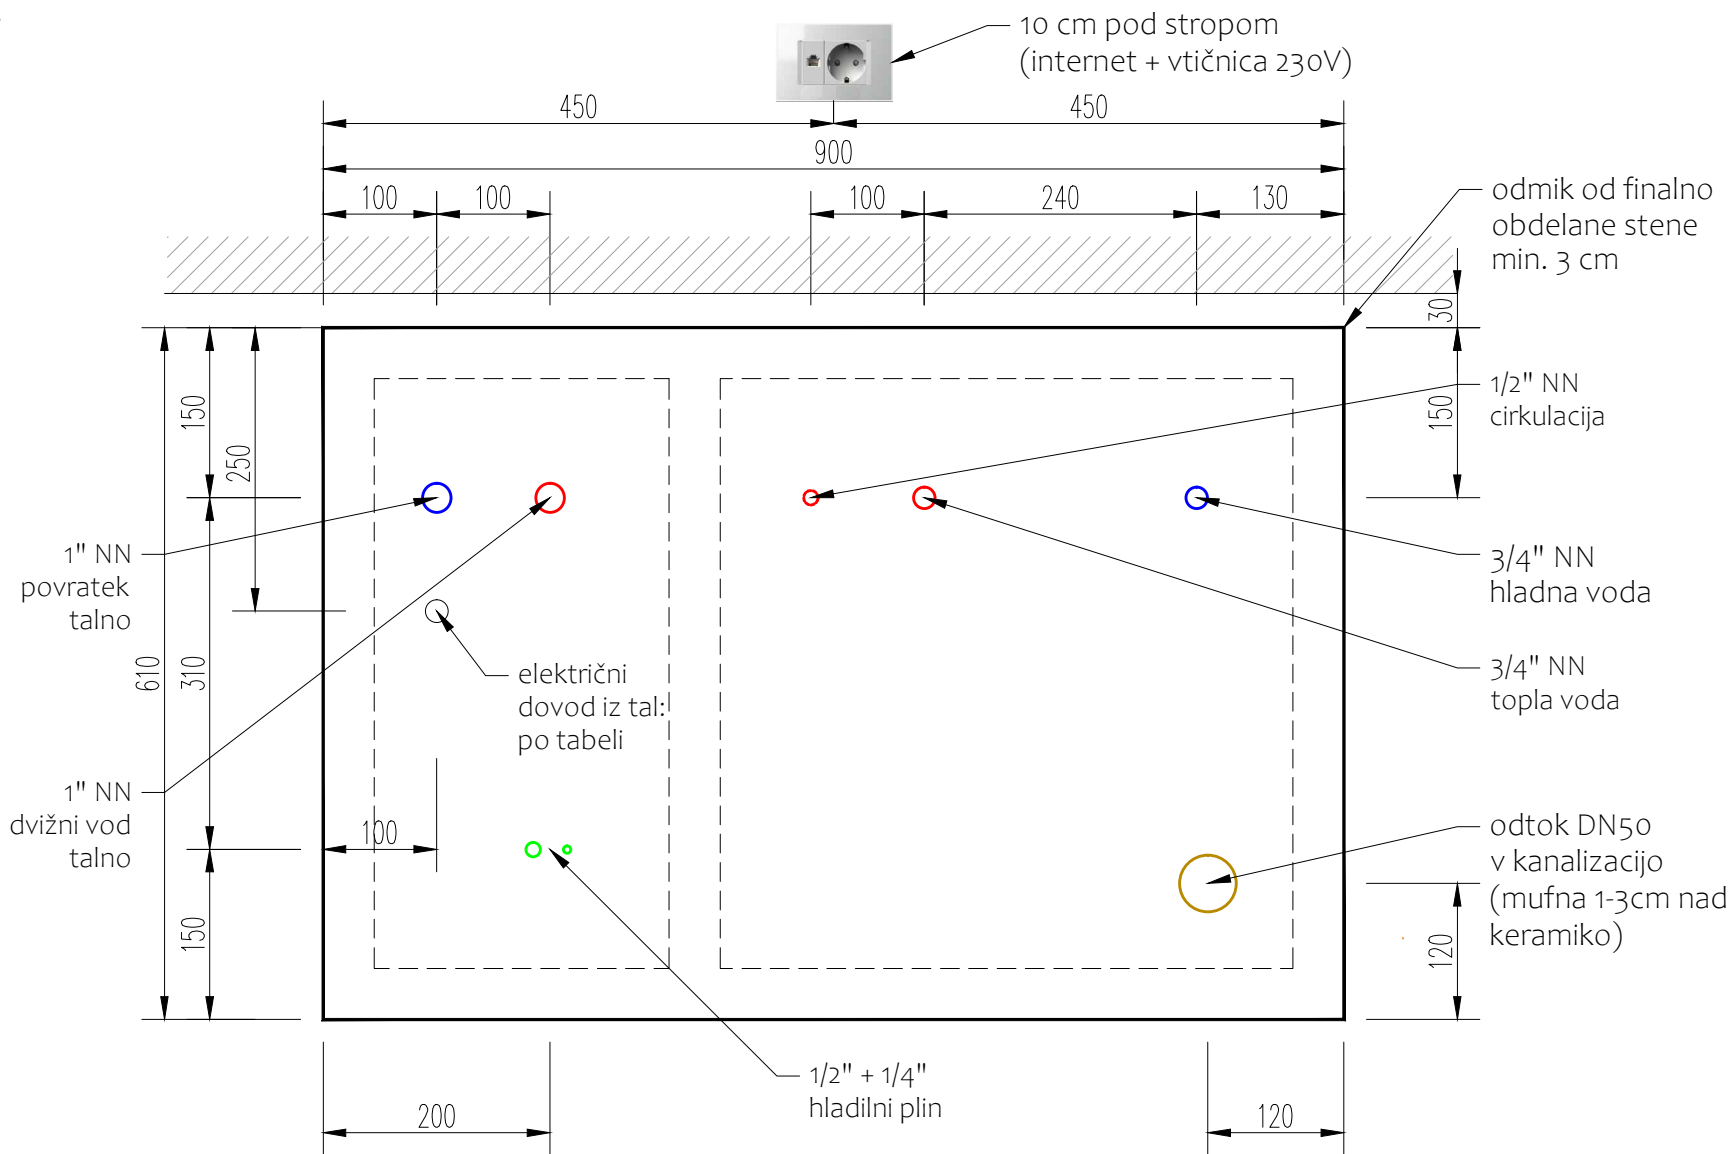 10 cm pod stropom
(internet + vtičnica 230V)
450
450
900
100
100
100
240
130
odmik od finalno
obdelane stene
min. 3 cm
30
150
250
150
1/2" NN
cirkulacija
1" NN
povratek
talno
3/4" NN
hladna voda
610
310
električni
dovod iz tal:
po tabeli
3/4" NN
topla voda
1" NN
dvižni vod
talno
100
odtok DN50
v kanalizacijo
(mufna 1-3cm nad
keramiko)
150
120
1/2" + 1/4"
hladilni plin
200
120